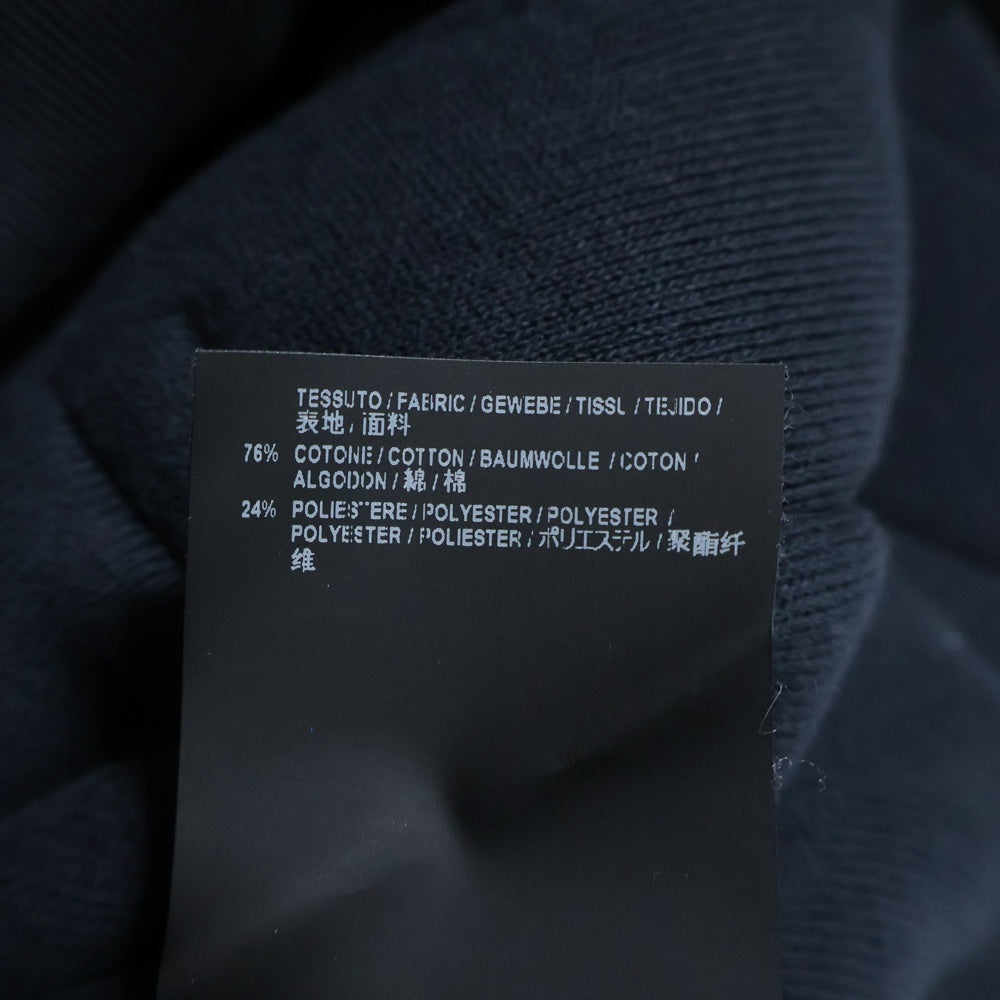 TESSUTO / FABRIC / GEWEBE / TISSU / TEJIDO /
表地, 面料
76% COTONE / COTTON / BAUMWOLLE / COTON /
ALGODON / 綿 / 棉
24% POLIESTERE / POLYESTER / POLYESTER /
POLYESTER / POLIESTER / ポリエステル / 聚酯纤
维